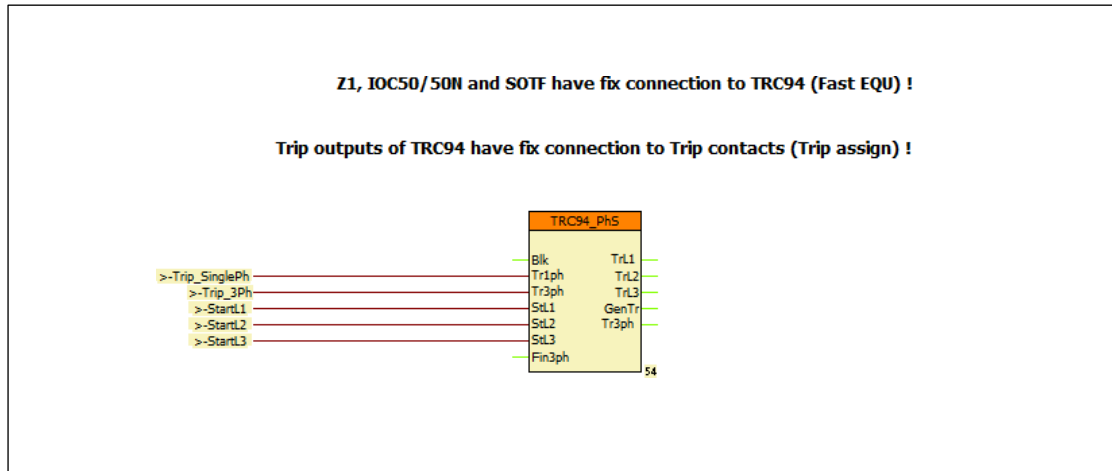 Z1, IOC50/50N and SOTF have fix connection to TRC94 (Fast EQU) !
Trip outputs of TRC94 have fix connection to Trip contacts (Trip assign) !
TRC94_PhS
Blk TrL1
>-Trip_SinglePh Tr1ph TrL2
>-Trip_3Ph Tr3ph TrL3
>-StartL1 StL1 GenTr
>-StartL2 StL2 Tr3ph
>-StartL3 StL3
Fin3ph
54